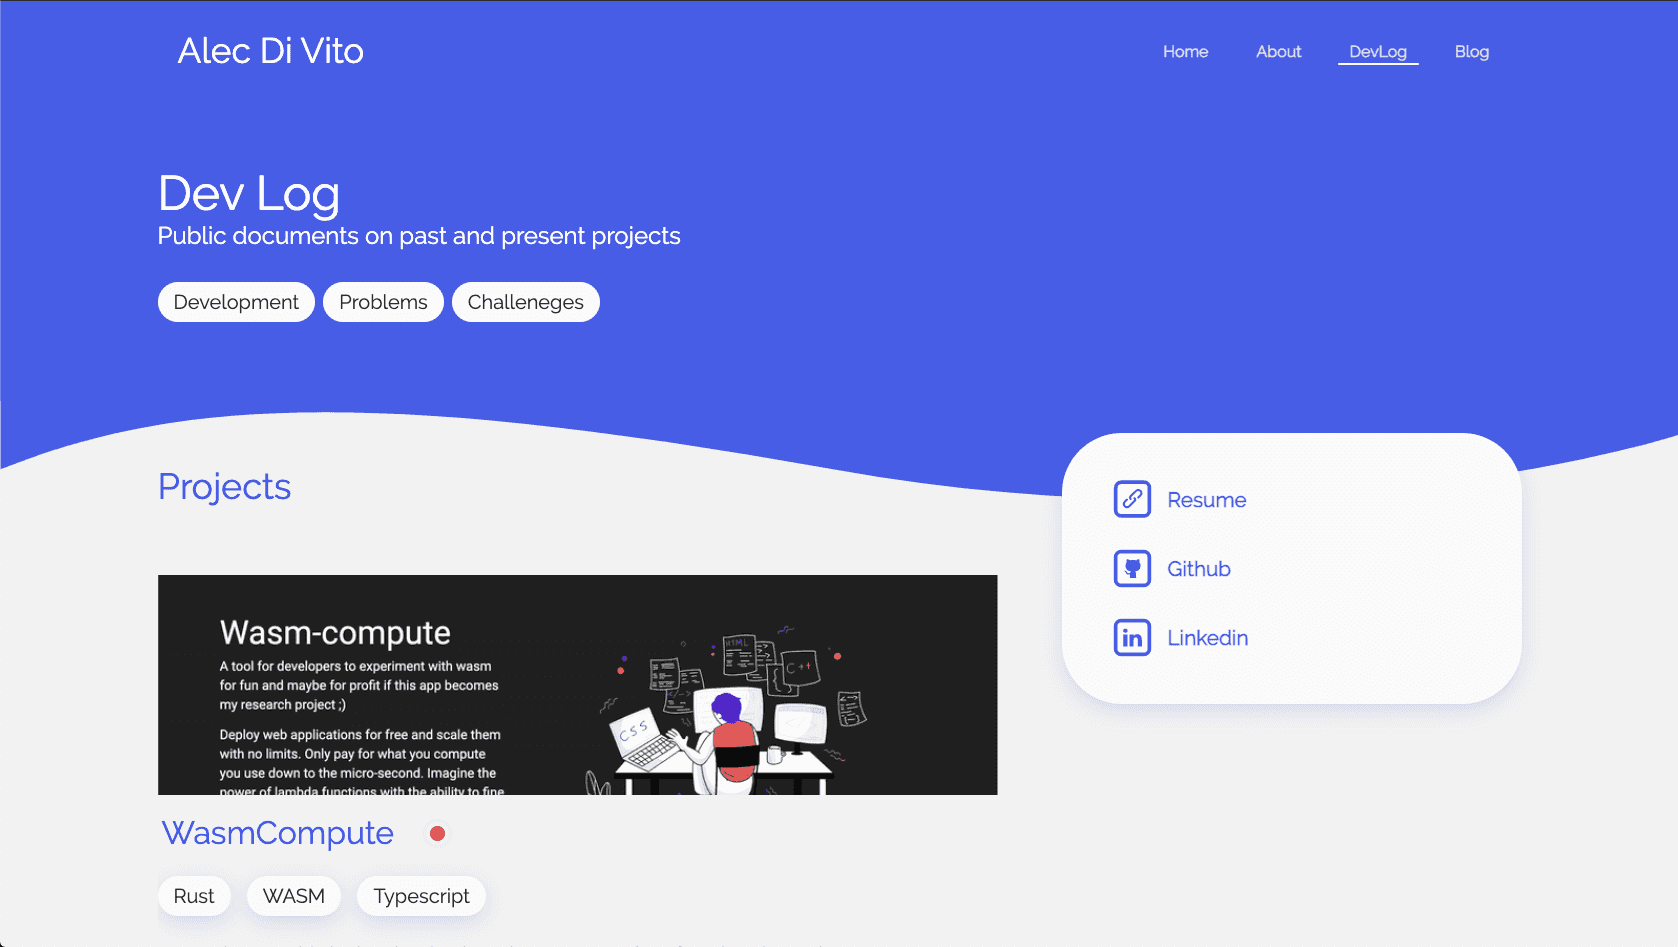 Alec Di Vito
Home About DevLog Blog
Dev Log
Public documents on past and present projects
Development Problems Challeneges
Projects
Resume
Github
Linkedin
Wasm-compute
A tool for developers to experiment with wasm
for fun and maybe for profit if this app becomes
my research project ;)
Deploy web applications for free and scale them
with no limits. Only pay for what you compute
you use down to the micro-second. Imagine the
power of lambda functions with the ability to fine
HTML
C++
CSS
WasmCompute
Rust WASM Typescript